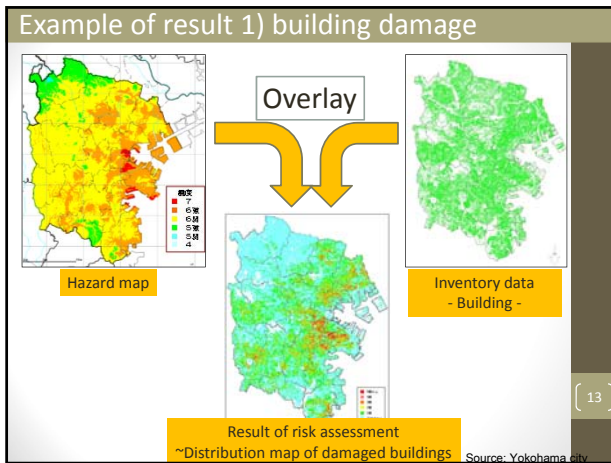 Example of result 1) building damage
Overlay
震度
7
6強
6弱
5強
5弱
4
Hazard map
Inventory data
- Building -
13
Result of risk assessment
~Distribution map of damaged buildings
Source: Yokohama city